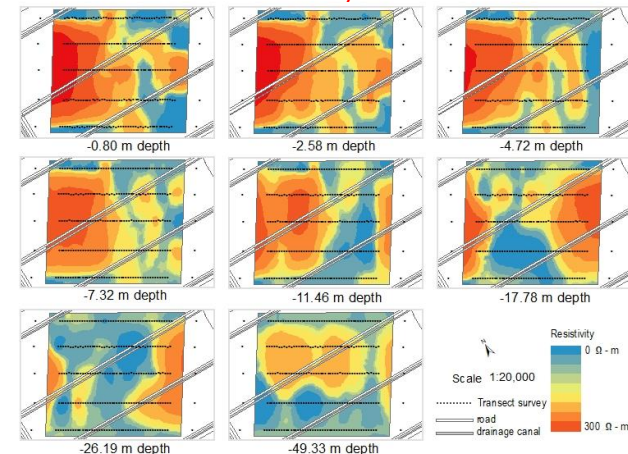 -0.80 m depth
-2.58 m depth
-4.72 m depth
-7.32 m depth
-11.46 m depth
-17.78 m depth
-26.19 m depth
-49.33 m depth
N
Scale 1:20,000
Transect survey
road
drainage canal
Resistivity
0 Ω - m
300 Ω - m